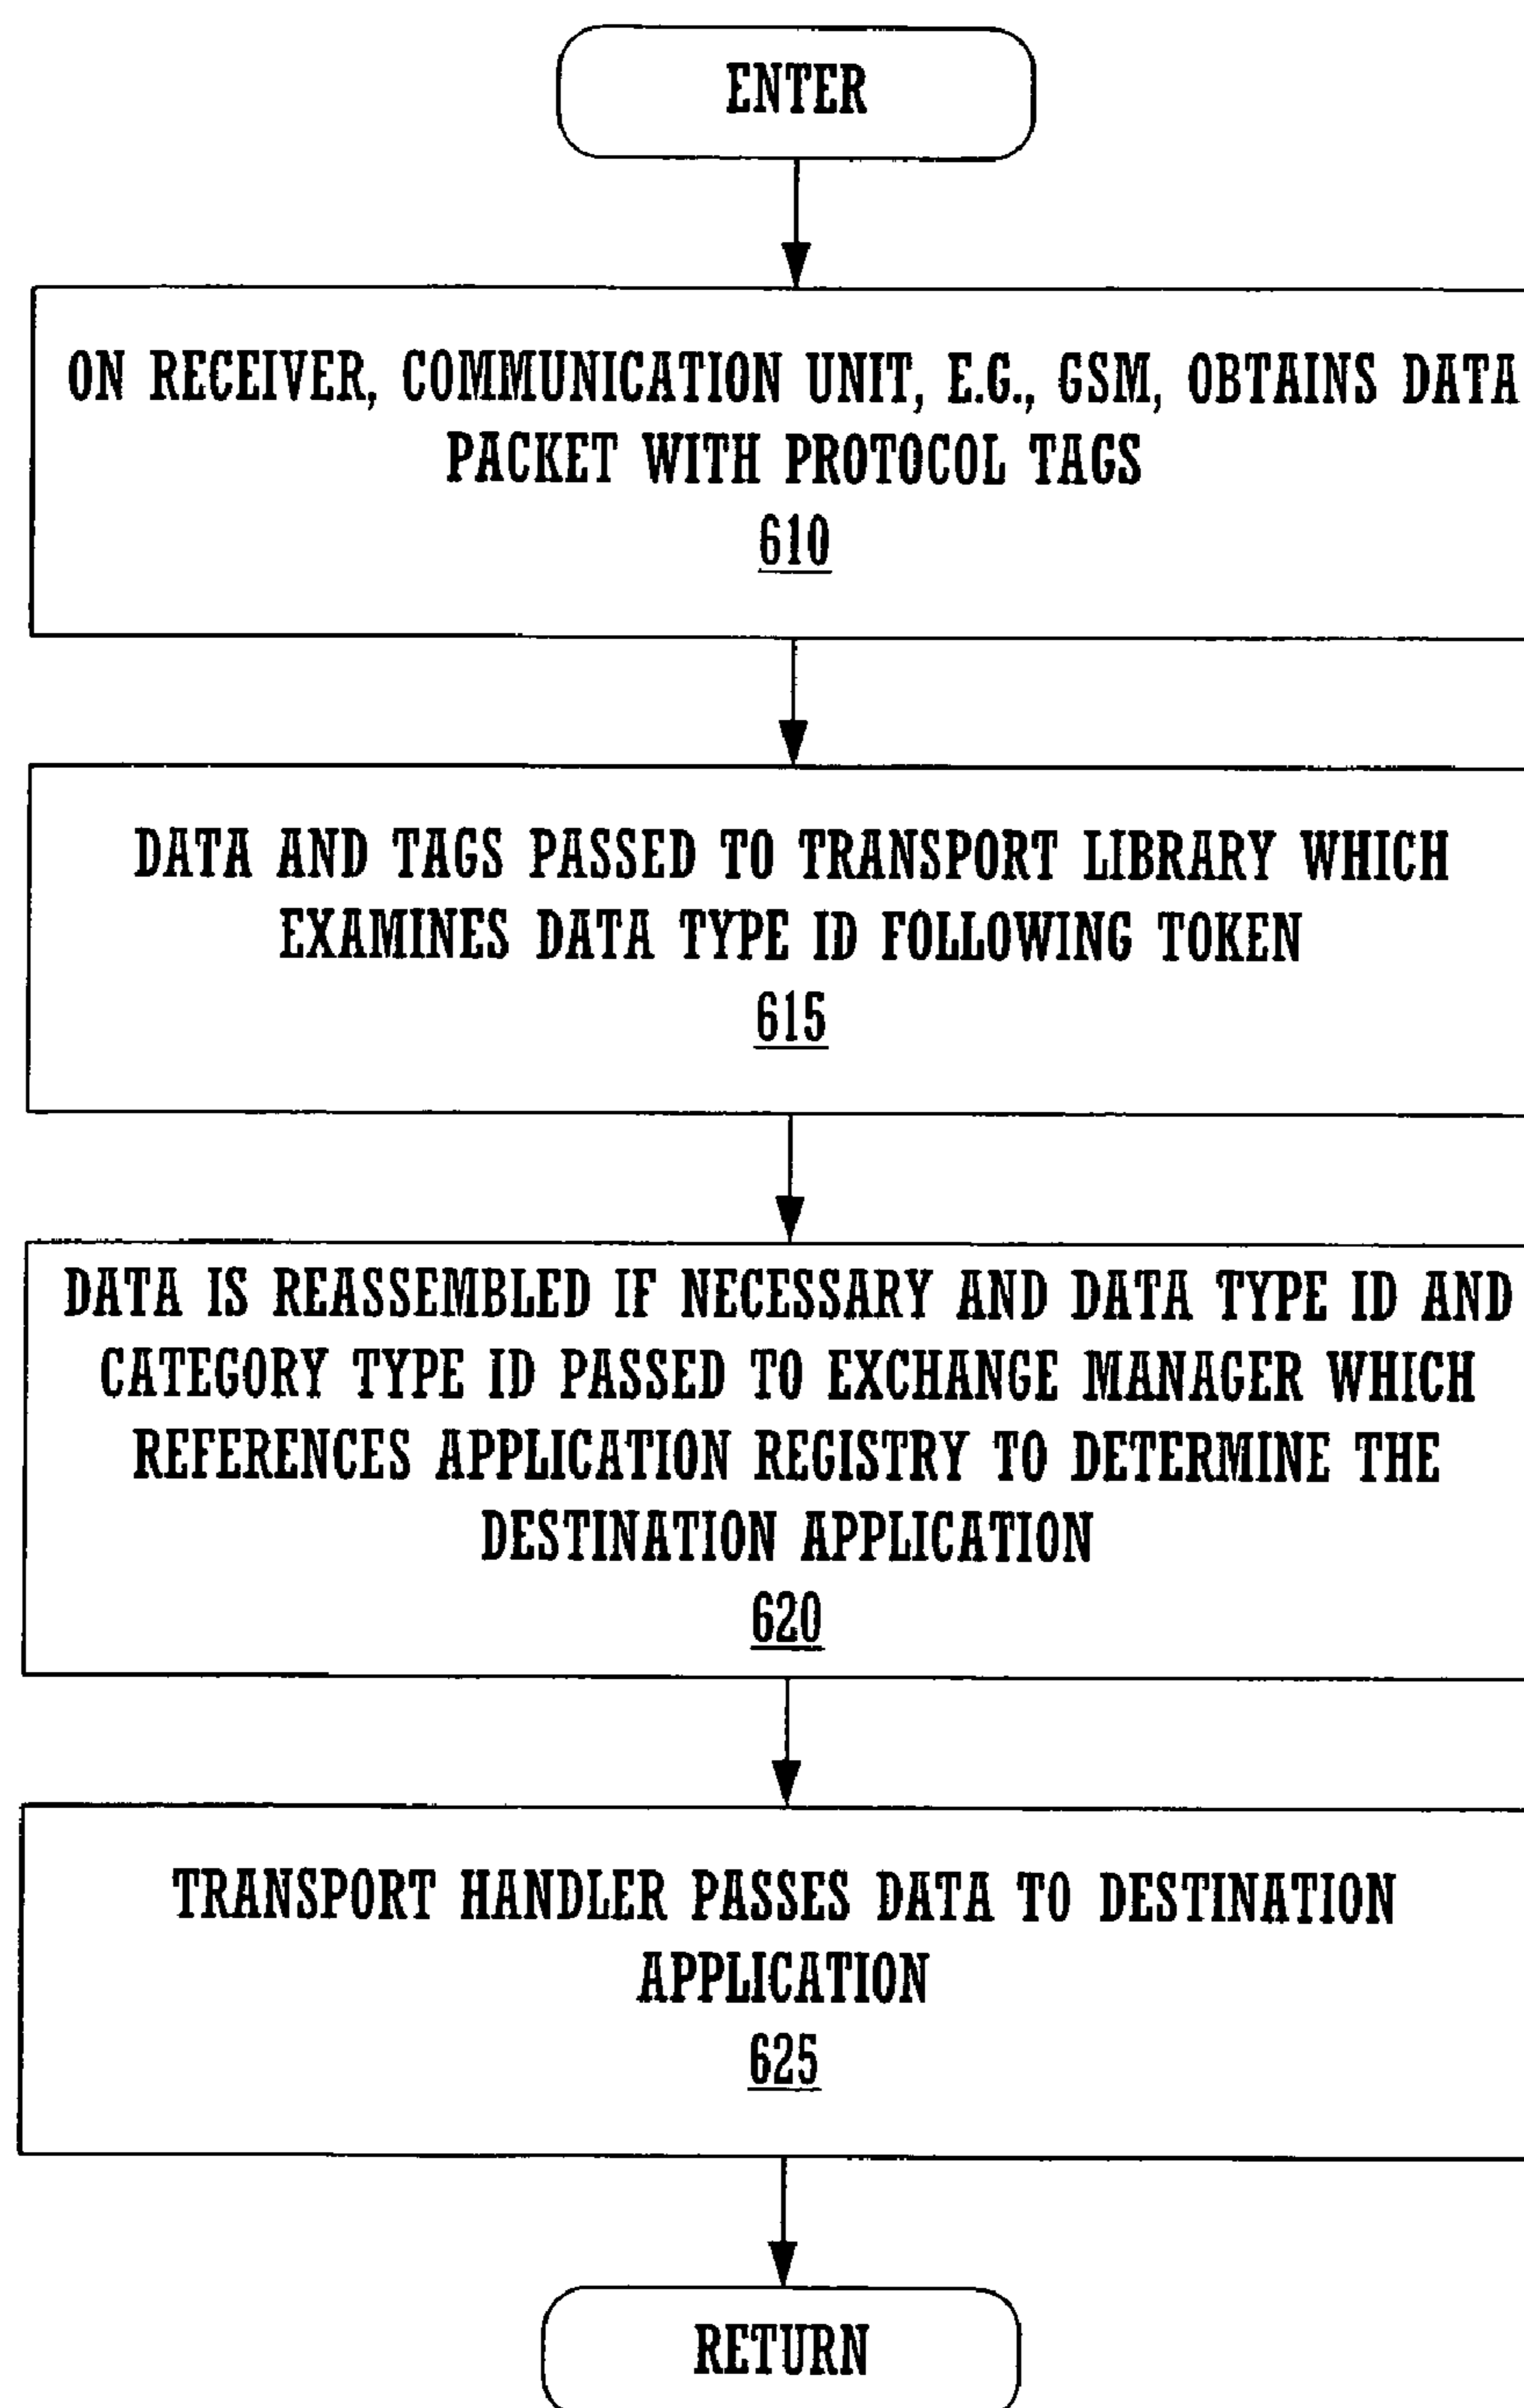 ENTER
ON RECEIVER, COMMUNICATION UNIT, E.G., GSM, OBTAINS DATA
PACKET WITH PROTOCOL TAGS
610
DATA AND TAGS PASSED TO TRANSPORT LIBRARY WHICH
EXAMINES DATA TYPE ID FOLLOWING TOKEN
615
DATA IS REASSEMBLED IF NECESSARY AND DATA TYPE ID AND
CATEGORY TYPE ID PASSED TO EXCHANGE MANAGER WHICH
REFERENCES APPLICATION REGISTRY TO DETERMINE THE
DESTINATION APPLICATION
620
TRANSPORT HANDLER PASSES DATA TO DESTINATION
APPLICATION
625
RETURN